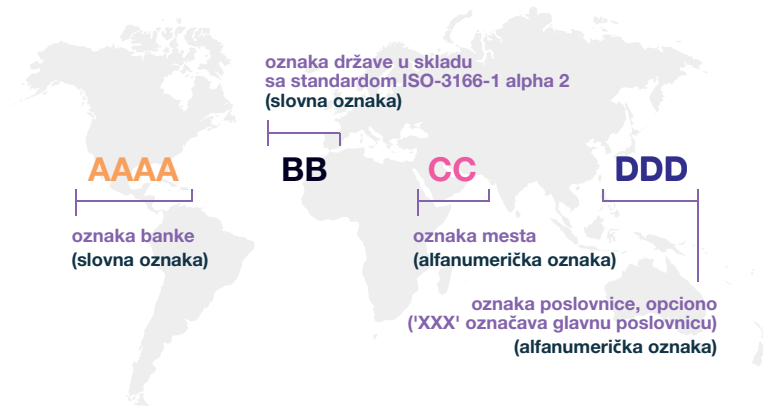 oznaka države u skladu
sa standardom ISO-3166-1 alpha 2
(slovna oznaka)
AAAA BB CC DDD
oznaka banke
(slovna oznaka)
oznaka mesta
(alfanumerička oznaka)
oznaka poslovnice, opciono
('XXX' označava glavnu poslovnicu)
(alfanumerička oznaka)